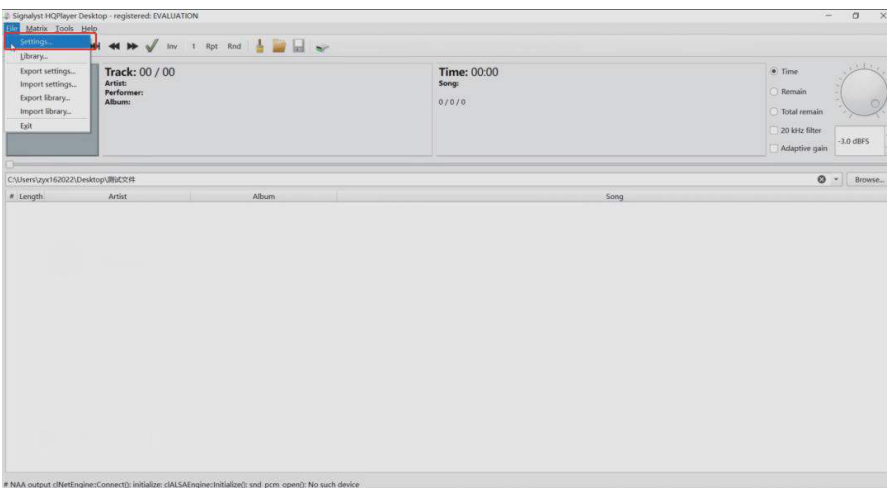 Signalyst HQPlayer Desktop - registered: EVALUATION
File Matrix Tools Help
Settings...
Library...
Export settings...
Import settings...
Export library...
Import library...
Exit
Inv 1 Rpt Rnd
Track: 00 / 00
Artist:
Performer:
Album:
Time: 00:00
Song:
0 / 0 / 0
Time
Remain
Total remain
20 kHz filter
Adaptive gain
-3.0 dBFS
C:\Users\zyx162022\Desktop\测试文件
Browse...
# Length Artist Album Song
# NAA output clNetEngine::Connect(): initialize: clALSAEngine::Initialize(): snd_pcm_open(): No such device